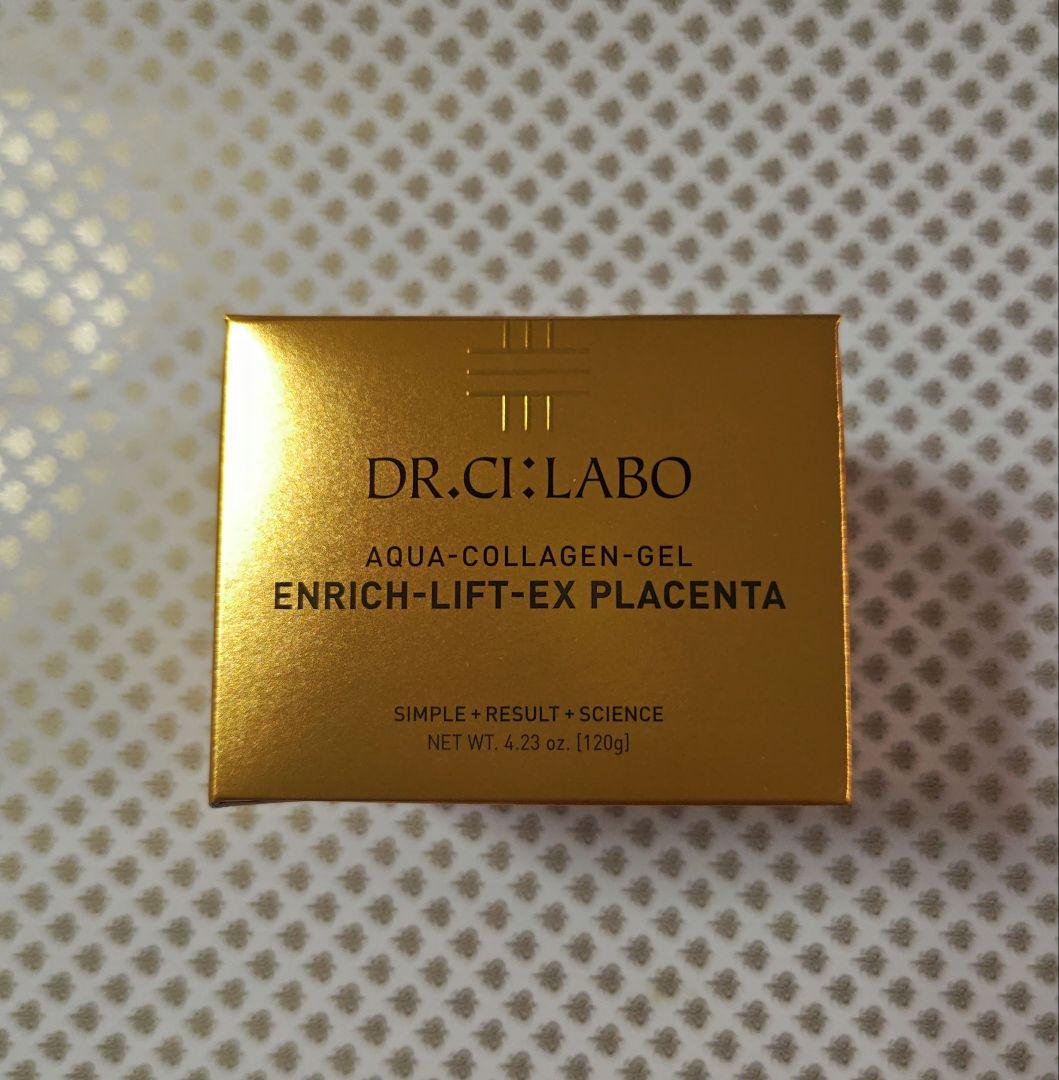 DR.CI:LABO
AQUA-COLLAGEN-GEL
ENRICH-LIFT-EX PLACENTA
SIMPLE + RESULT + SCIENCE
NET WT. 4.23 oz. [120g]